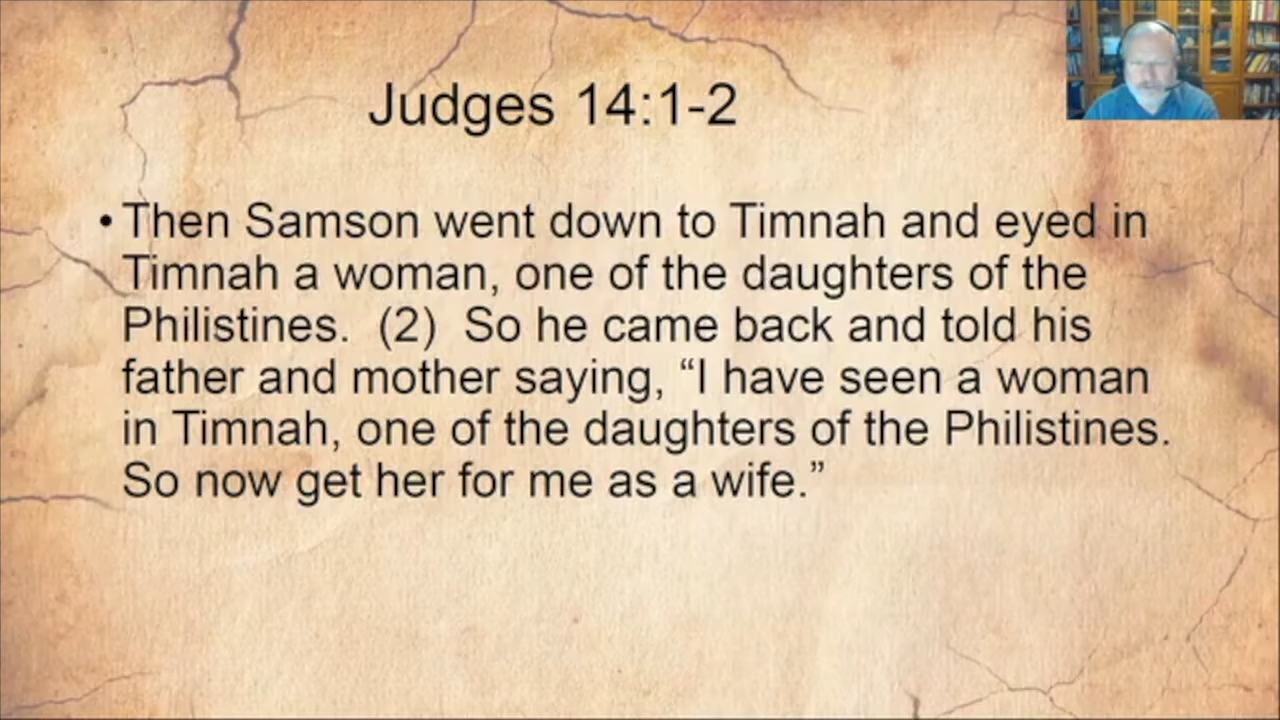 Judges 14:1-2
• Then Samson went down to Timnah and eyed in
Timnah a woman, one of the daughters of the
Philistines.  (2)  So he came back and told his
father and mother saying, “I have seen a woman
in Timnah, one of the daughters of the Philistines.
So now get her for me as a wife.”